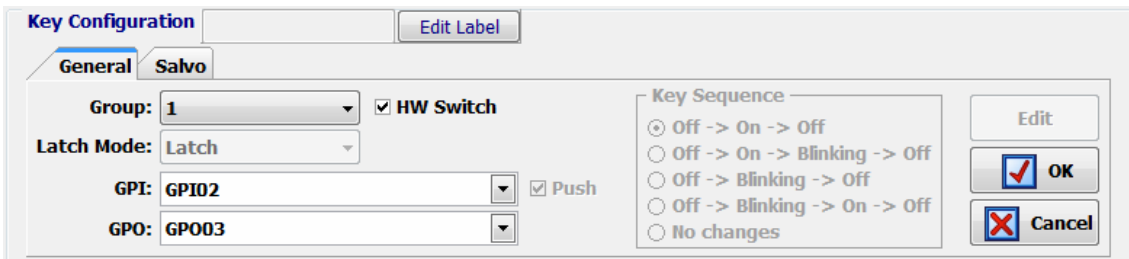 Key Configuration Edit Label
General Salvo
Group: 1 HW Switch
Latch Mode: Latch
GPI: GPI02 Push
GPO: GPO03
Key Sequence
Off -> On -> Off
Off -> On -> Blinking -> Off
Off -> Blinking -> Off
Off -> Blinking -> On -> Off
No changes
Edit
OK
Cancel